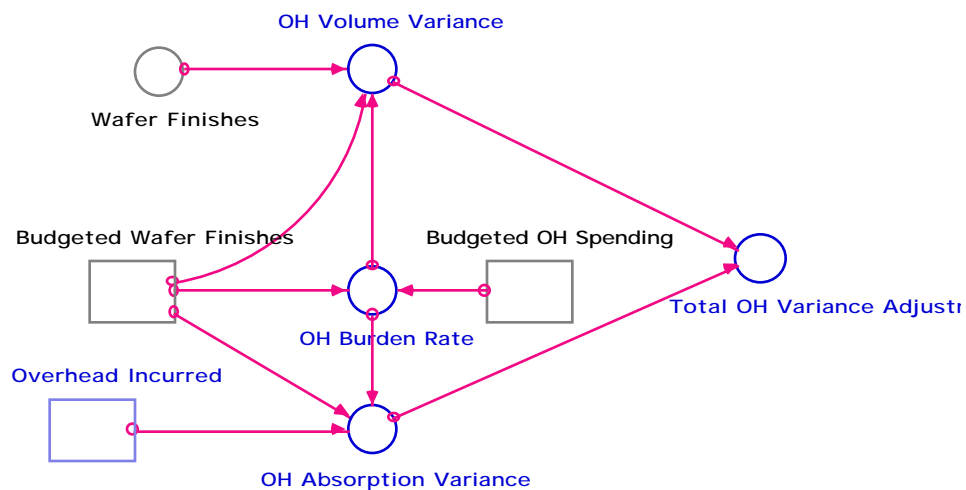 OH Volume Variance
Wafer Finishes
Budgeted Wafer Finishes
Budgeted OH Spending
Total OH Variance Adjustr
OH Burden Rate
Overhead Incurred
OH Absorption Variance